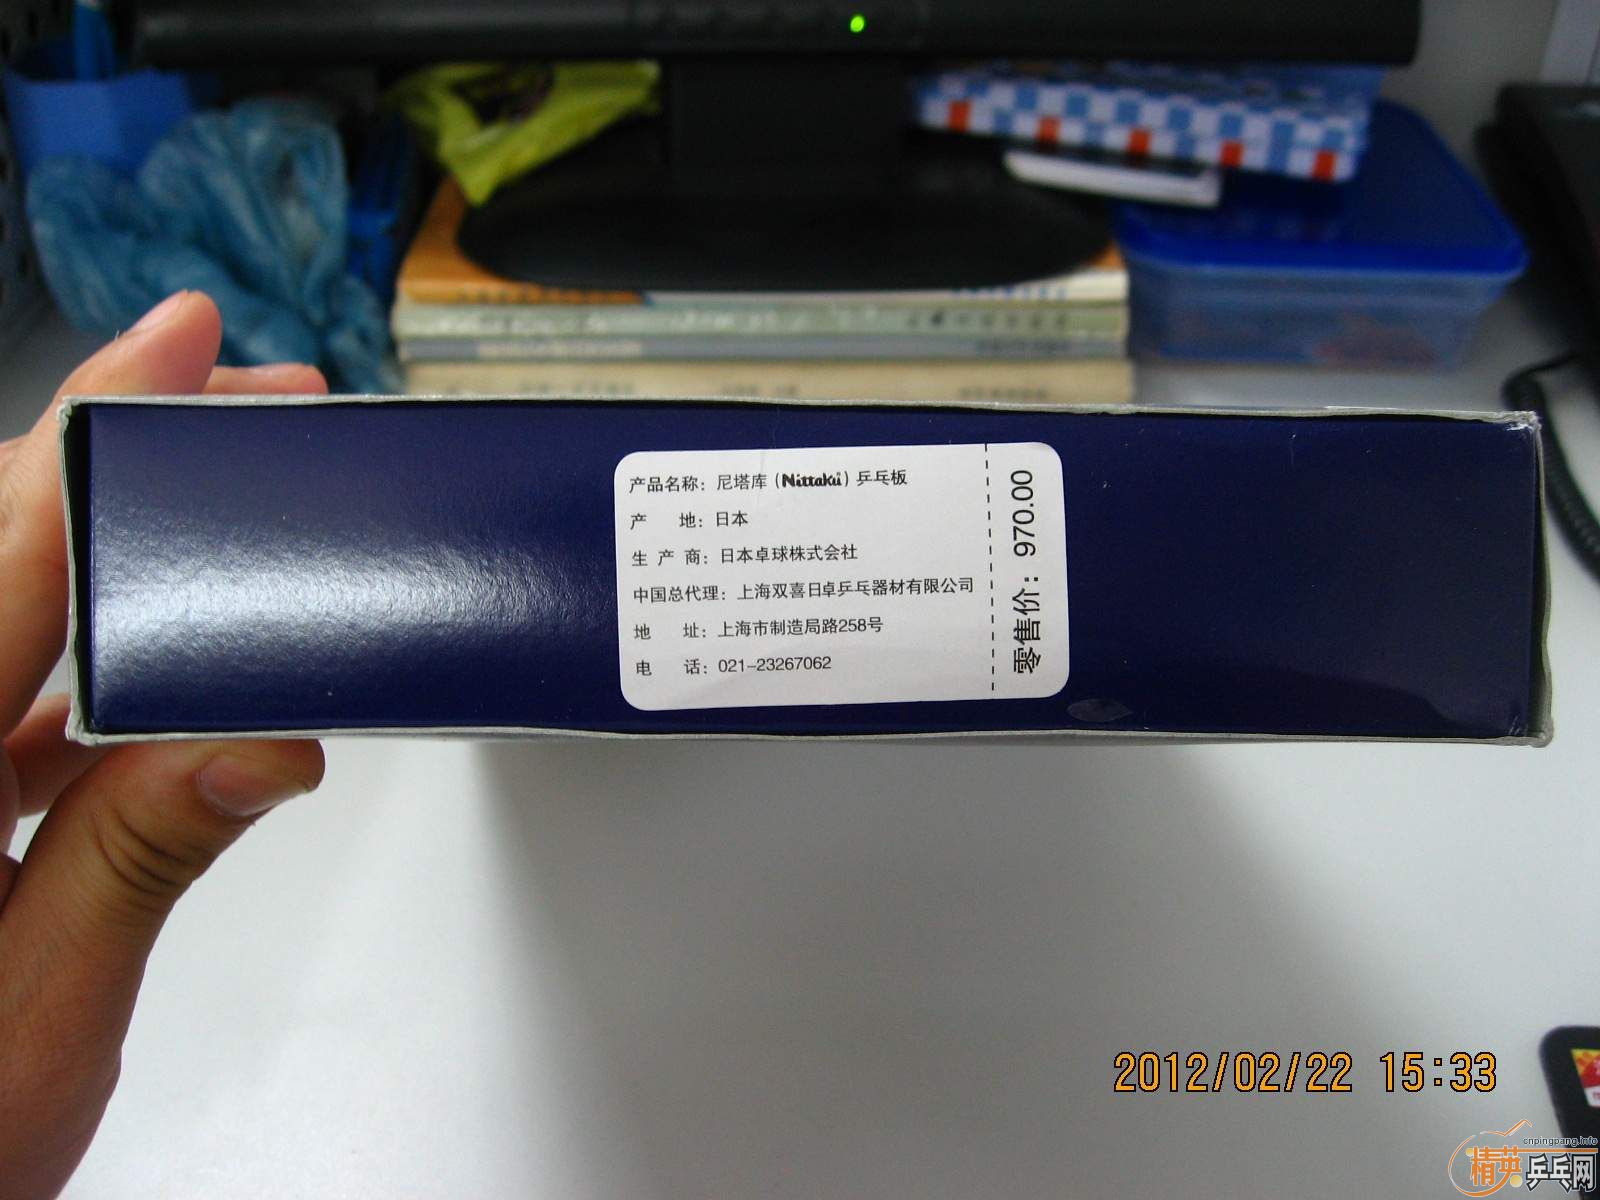 产品名称：尼塔库（Nittaku）乒乓板
产 地：日本
生 产 商：日本卓球株式会社
中国总代理：上海双喜日卓乒乓器材有限公司
地 址：上海市制造局路258号
电 话：021-23267062
零售价：970.00
2012/02/22 15:33
cnpingpang.info
精英乒乓网